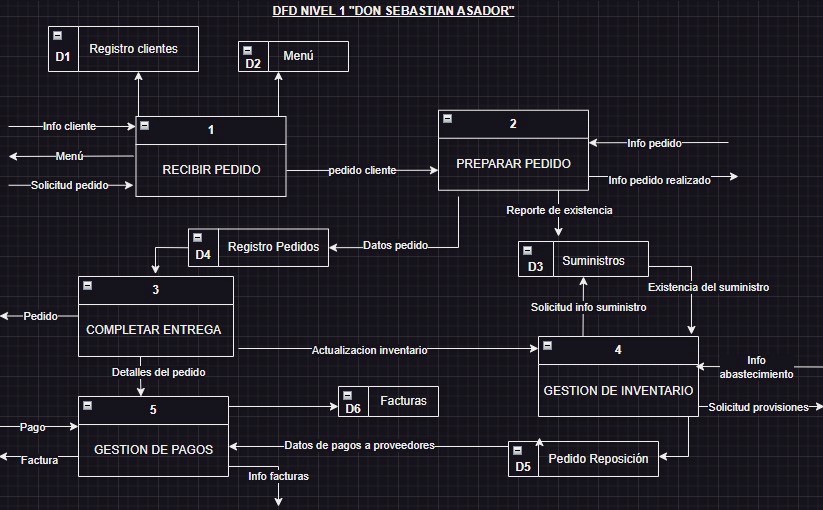 DFD NIVEL 1 "DON SEBASTIAN ASADOR"
D1
Registro clientes
D2
Menú
Info cliente
1
RECIBIR PEDIDO
Menú
Solicitud pedido
pedido cliente
2
PREPARAR PEDIDO
Info pedido
Info pedido realizado
Reporte de existencia
D4
Registro Pedidos
Datos pedido
D3
Suministros
Existencia del suministro
Solicitud info suministro
3
COMPLETAR ENTREGA
Pedido
Actualizacion inventario
4
GESTION DE INVENTARIO
Info
abastecimiento
Solicitud provisiones
Detalles del pedido
5
GESTION DE PAGOS
D6
Facturas
Pago
Factura
Datos de pagos a proveedores
D5
Pedido Reposición
Info facturas